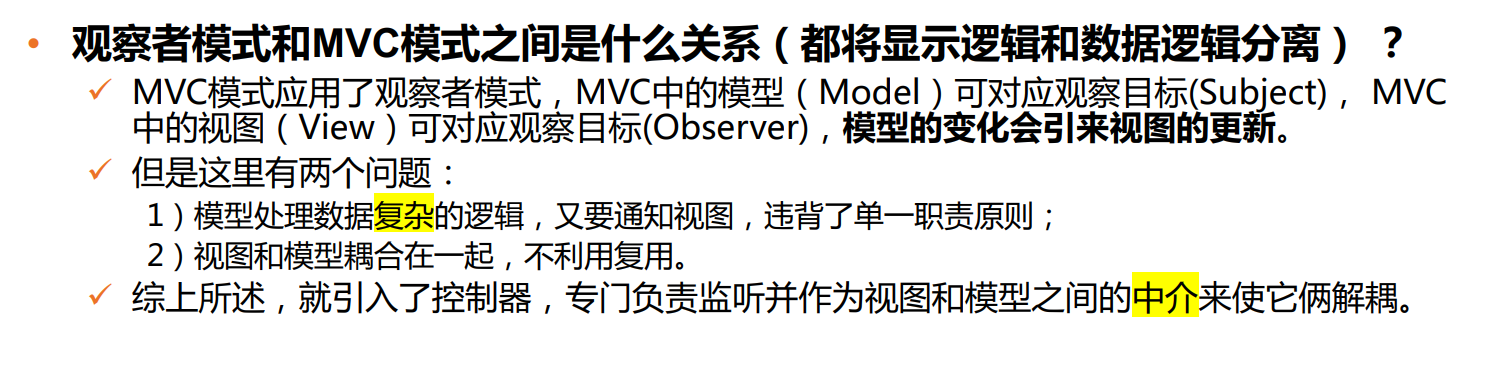 • 观察者模式和MVC模式之间是什么关系（都将显示逻辑和数据逻辑分离）？
✓ MVC模式应用了观察者模式，MVC中的模型（Model）可对应观察目标(Subject)， MVC
中的视图（View）可对应观察目标(Observer)，模型的变化会引来视图的更新。
✓ 但是这里有两个问题：
1）模型处理数据复杂的逻辑，又要通知视图，违背了单一职责原则；
2）视图和模型耦合在一起，不利用复用。
✓ 综上所述，就引入了控制器，专门负责监听并作为视图和模型之间的中介来使它俩解耦。